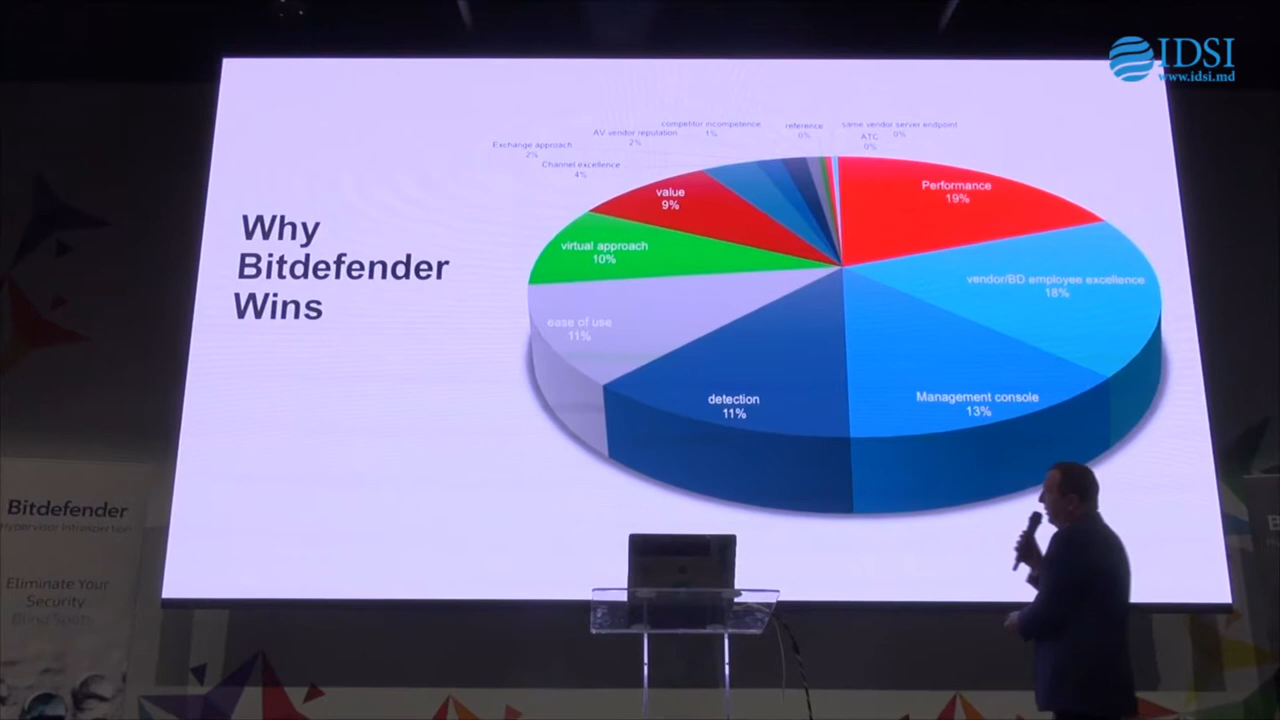 IDSI
www.idsi.md
Why
Bitdefender
Wins
competitor incompetence
1%
reference
0%
same vendor server endpoint
0%
ATC
0%
AV vendor reputation
2%
Exchange approach
2%
Channel excellence
4%
value
9%
Performance
19%
virtual approach
10%
vendor/BD employee excellence
18%
ease of use
11%
detection
11%
Management console
13%
Bitdefender
Hypervisor Introspection
Eliminate Your
Security
Blind Spots